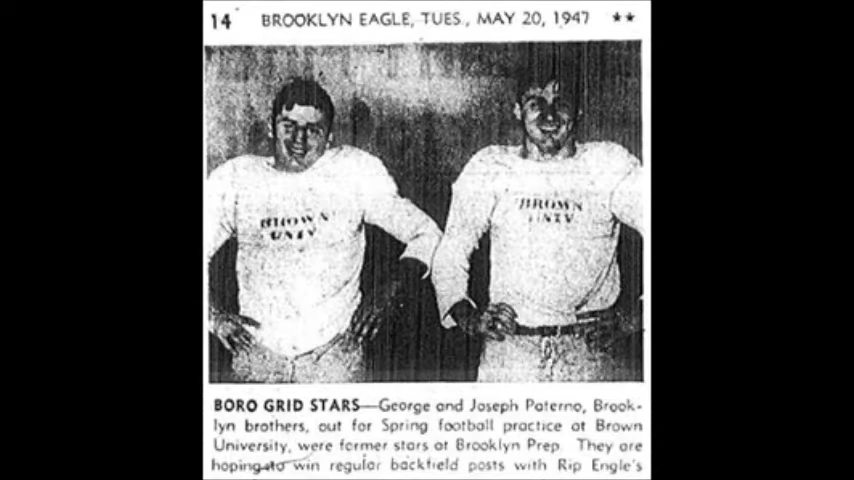 14 BROOKLYN EAGLE, TUES., MAY 20, 1947 ★★
BROWN
UNIV
BROWN
UNIV
BORO GRID STARS—George and Joseph Paterno, Brook-
lyn brothers, out for Spring football practice at Brown
University, were former stars at Brooklyn Prep. They are
hoping to win regular backfield posts with Rip Engle's